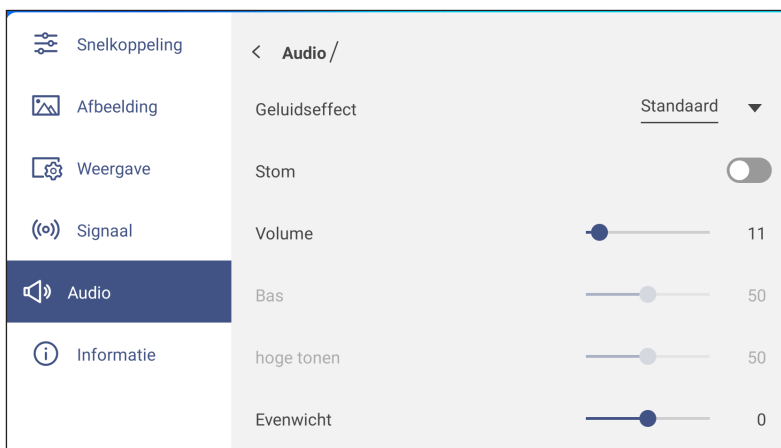 Snelkoppeling
Afbeelding
Weergave
Signaal
Audio
Informatie
< Audio /
Geluidseffect Standaard
Stom
Volume 11
Bas 50
hoge tonen 50
Evenwicht 0